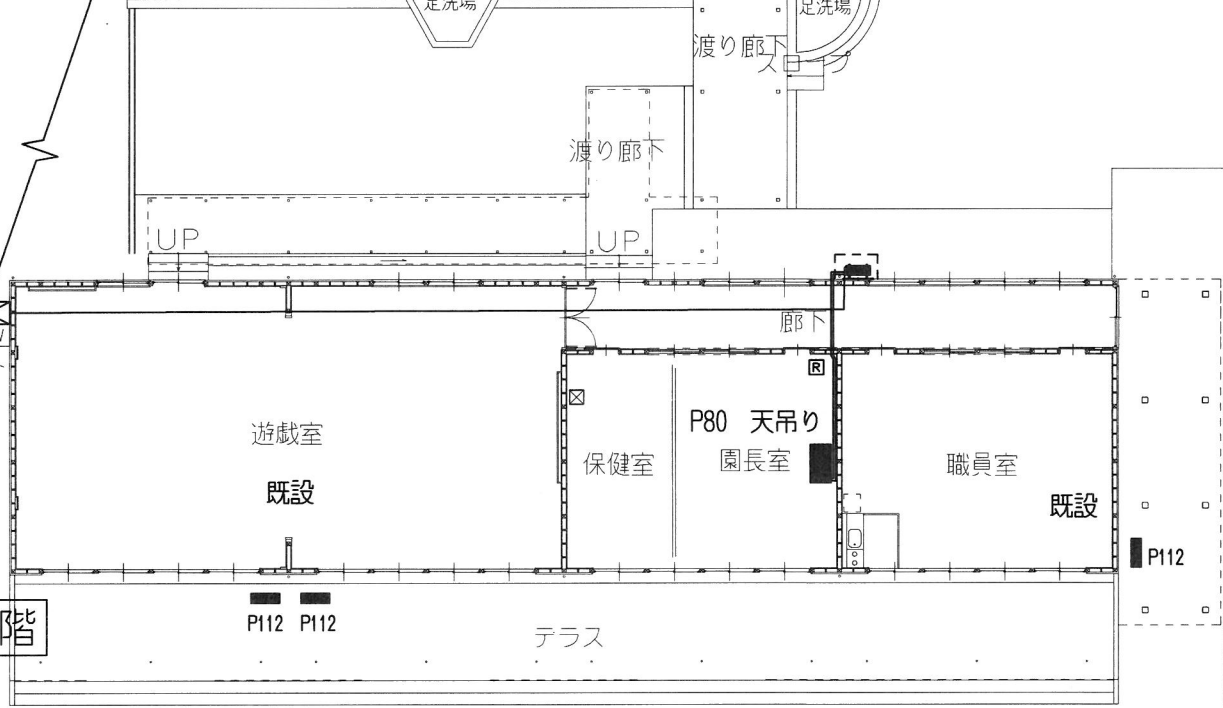 足洗場
足洗場
渡り廊下
スロープ
渡り廊下
UP
UP
廊下
R
P80 天吊り
遊戯室
保健室
園長室
職員室
既設
既設
P112
P112
P112
テラス
階